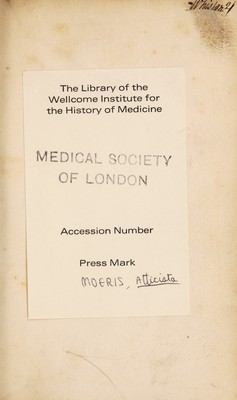 The Library of the
Wellcome Institute for
the History of Medicine
MEDICAL SOCIETY
OF LONDON
Accession Number
Press Mark
MOERIS, Atticista